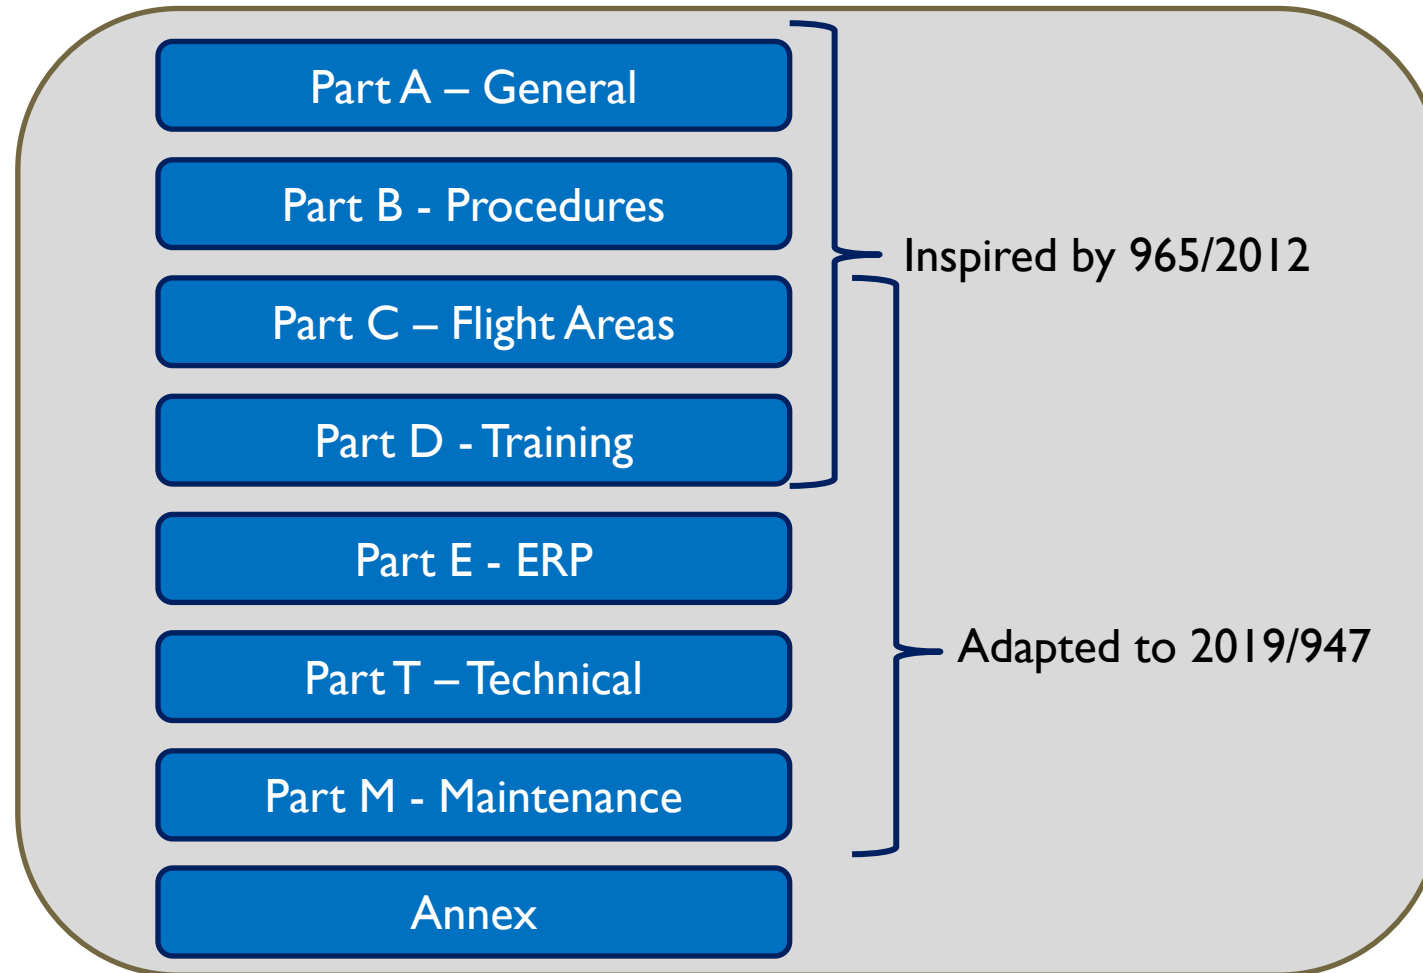 Part A – General
Part B - Procedures
Inspired by 965/2012
Part C – Flight Areas
Part D - Training
Part E - ERP
Adapted to 2019/947
Part T – Technical
Part M - Maintenance
Annex